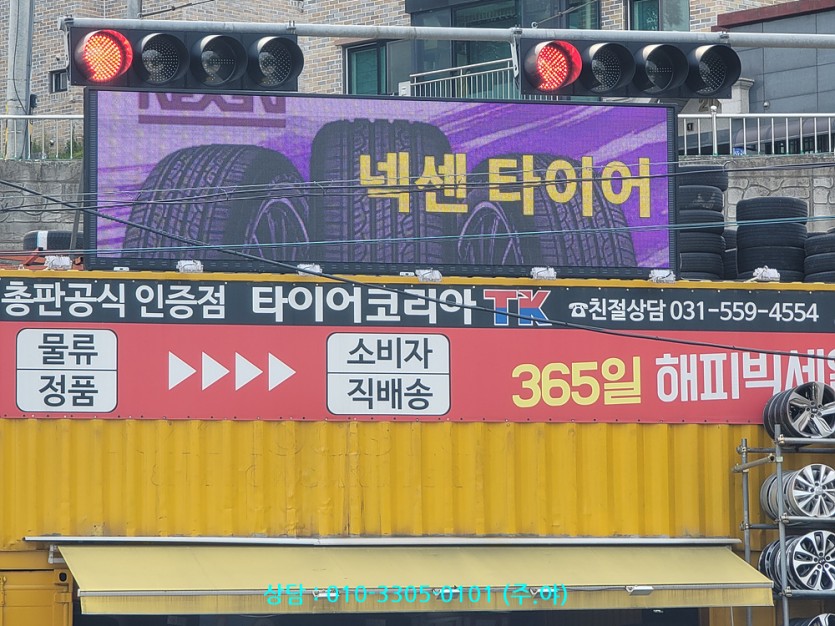 NEXEN
넥센 타이어
총판공식 인증점 타이어코리아 TK ☎친절상담 031-559-4554
물류
정품
소비자
직배송
365일 해피빅세일
상담 : 010-3305-0101 (주.야)